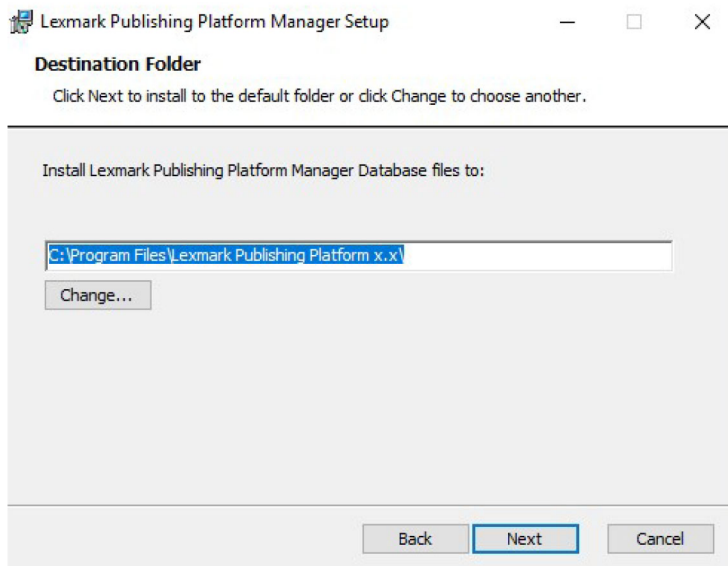 Lexmark Publishing Platform Manager Setup
Destination Folder
Click Next to install to the default folder or click Change to choose another.
Install Lexmark Publishing Platform Manager Database files to:
C:\Program Files\Lexmark Publishing Platform x.x\
Change...
Back Next Cancel